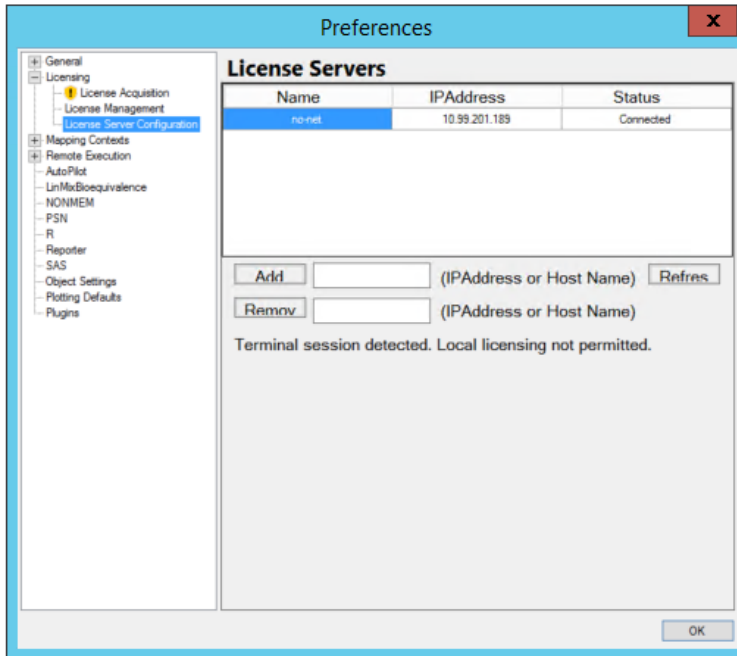 Preferences
x
General
Licensing
! License Acquisition
License Management
License Server Configuration
Mapping Contexts
Remote Execution
AutoPilot
LinMixBioequivalence
NONMEM
PSN
R
Reporter
SAS
Object Settings
Plotting Defaults
Plugins
License Servers
Name IPAddress Status
no-net 10.99.201.189 Connected
Add (IPAddress or Host Name) Refres
Remov (IPAddress or Host Name)
Terminal session detected. Local licensing not permitted.
OK